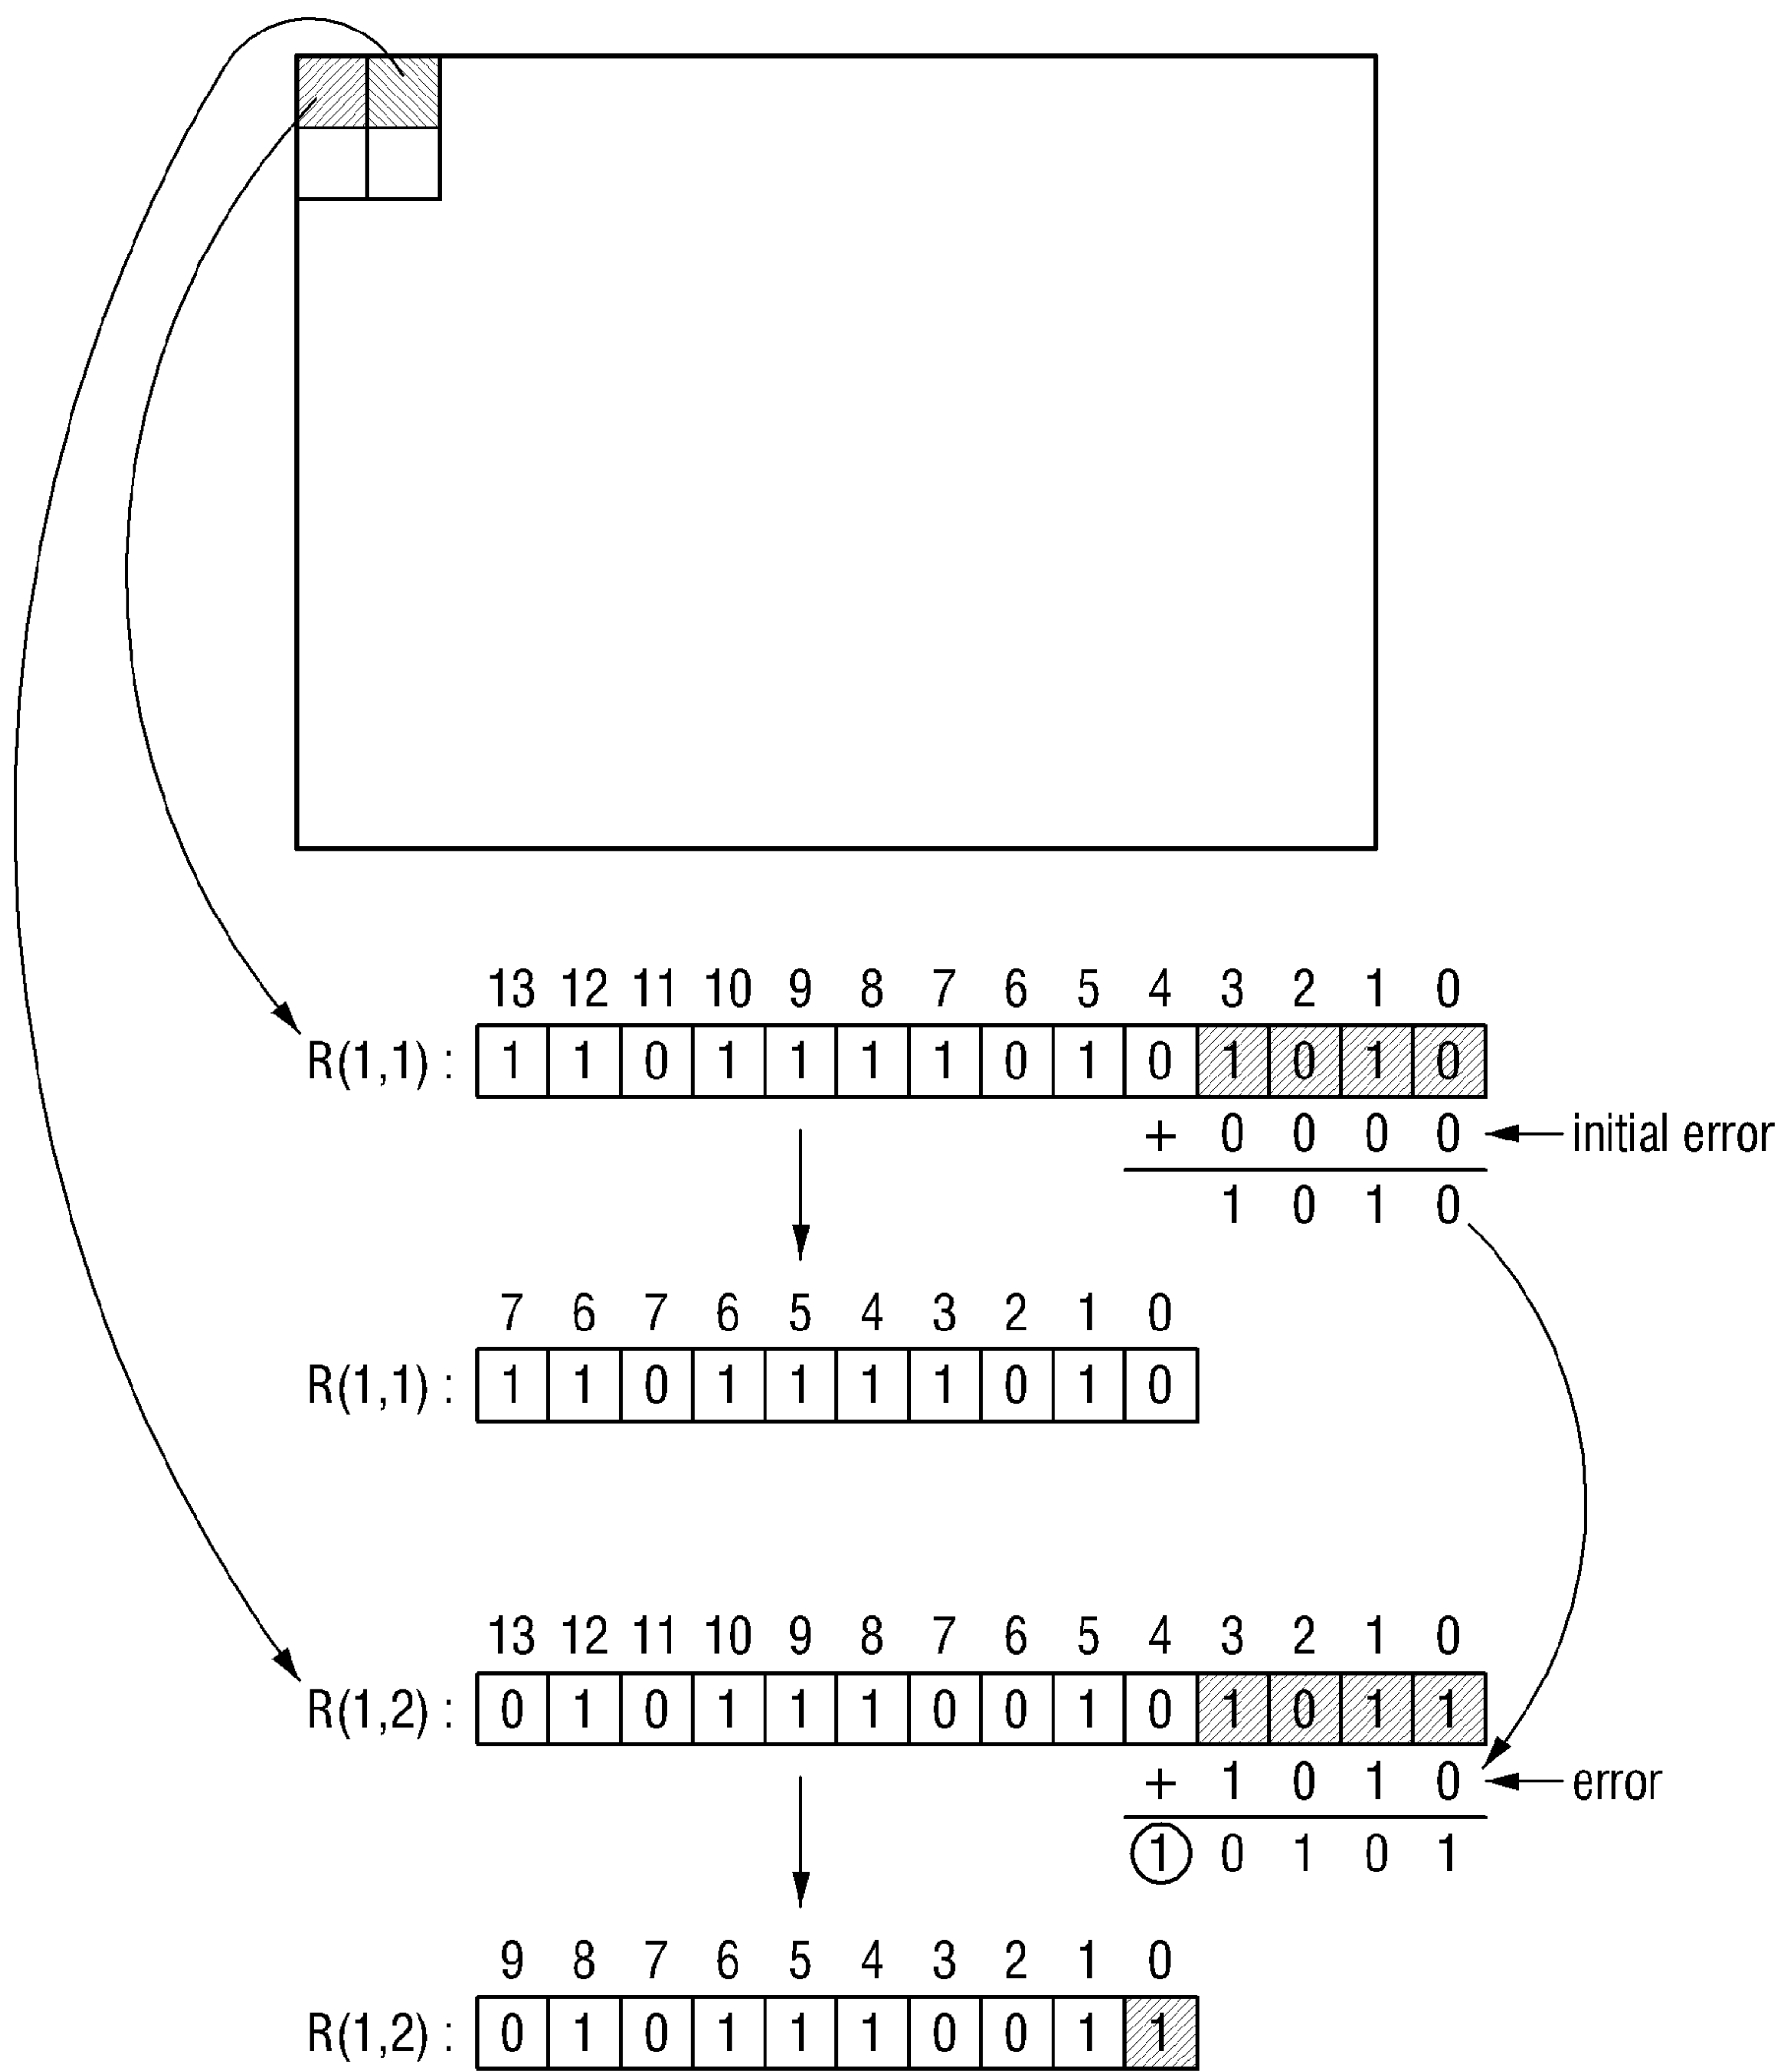 13 12 11 10 9 8 7 6 5 4 3 2 1 0
R(1,1) : 1 1 0 1 1 1 1 0 1 0 1 0 1 0
+ 0 0 0 0 initial error
1 0 1 0
7 6 7 6 5 4 3 2 1 0
R(1,1) : 1 1 0 1 1 1 1 0 1 0
13 12 11 10 9 8 7 6 5 4 3 2 1 0
R(1,2) : 0 1 0 1 1 1 0 0 1 0 1 0 1 1
+ 1 0 1 0 error
1 0 1 0 1
9 8 7 6 5 4 3 2 1 0
R(1,2) : 0 1 0 1 1 1 0 0 1 1